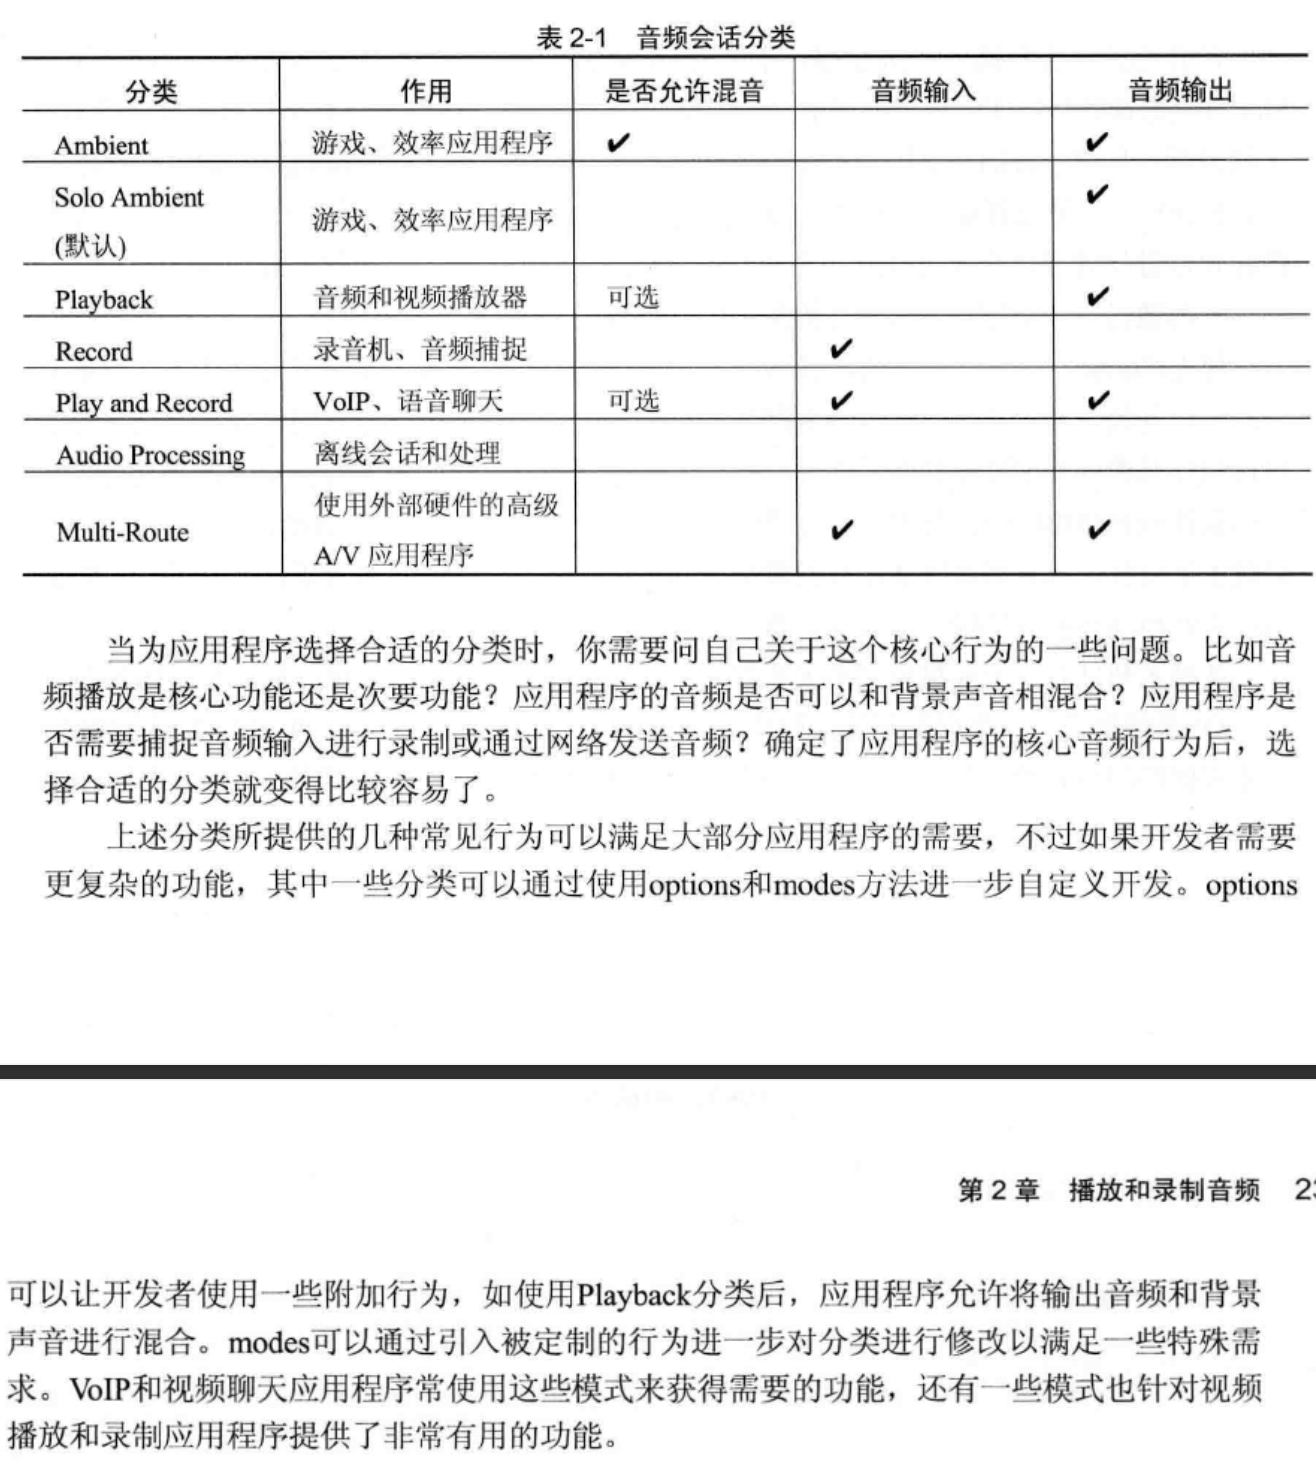 表 2-1 音频会话分类
分类 作用 是否允许混音 音频输入 音频输出
Ambient 游戏、效率应用程序 ✔ ✔
Solo Ambient
(默认) 游戏、效率应用程序 ✔
Playback 音频和视频播放器 可选 ✔
Record 录音机、音频捕捉 ✔
Play and Record VoIP、语音聊天 可选 ✔ ✔
Audio Processing 离线会话和处理
Multi-Route 使用外部硬件的高级
A/V 应用程序 ✔ ✔
当为应用程序选择合适的分类时，你需要问自己关于这个核心行为的一些问题。比如音
频播放是核心功能还是次要功能？应用程序的音频是否可以和背景声音相混合？应用程序是
否需要捕捉音频输入进行录制或通过网络发送音频？确定了应用程序的核心音频行为后，选
择合适的分类就变得比较容易了。
上述分类所提供的几种常见行为可以满足大部分应用程序的需要，不过如果开发者需要
更复杂的功能，其中一些分类可以通过使用options和modes方法进一步自定义开发。options
第 2 章 播放和录制音频 23
可以让开发者使用一些附加行为，如使用Playback分类后，应用程序允许将输出音频和背景
声音进行混合。modes可以通过引入被定制的行为进一步对分类进行修改以满足一些特殊需
求。VoIP和视频聊天应用程序常使用这些模式来获得需要的功能，还有一些模式也针对视频
播放和录制应用程序提供了非常有用的功能。